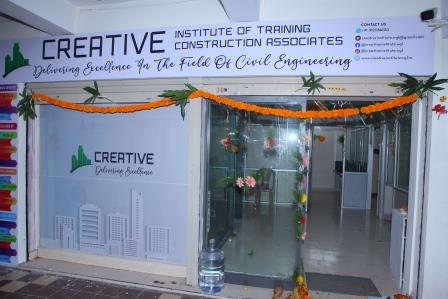 CREATIVE
INSTITUTE OF TRAINING
CONSTRUCTION ASSOCIATES
Delivering Excellence In The Field Of Civil Engineering
CONTACT US
CREATIVE
Delivering Excellence